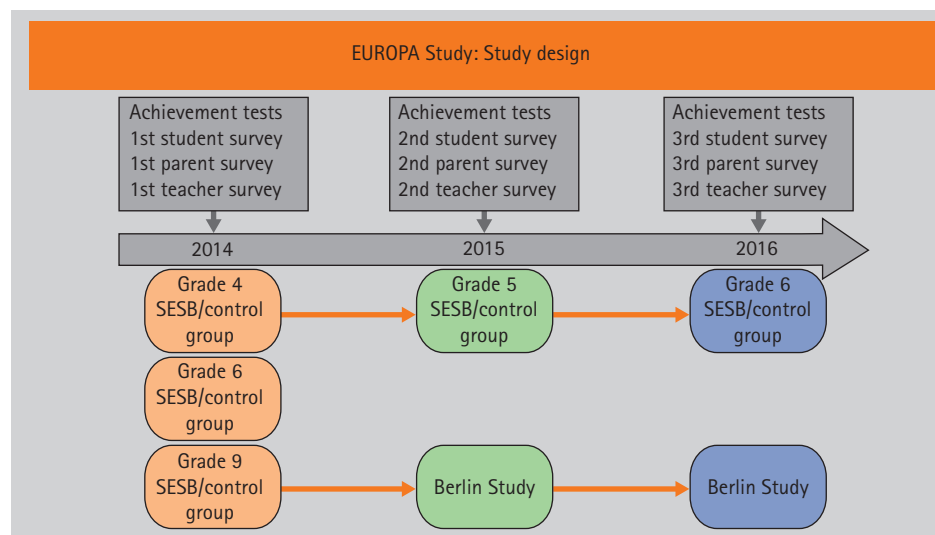 EUROPA Study: Study design
Achievement tests
1st student survey
1st parent survey
1st teacher survey
Achievement tests
2nd student survey
2nd parent survey
2nd teacher survey
Achievement tests
3rd student survey
3rd parent survey
3rd teacher survey
2014
2015
2016
Grade 4
SESB/control
group
Grade 5
SESB/control
group
Grade 6
SESB/control
group
Grade 6
SESB/control
group
Grade 9
SESB/control
group
Berlin Study
Berlin Study